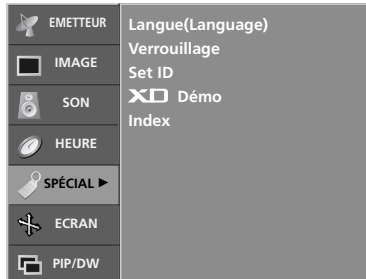 EMETTEUR
IMAGE
SON
HEURE
SPÉCIAL ►
ECRAN
PIP/DW
Langue(Language)
Verrouillage
Set ID
XD Démo
Index